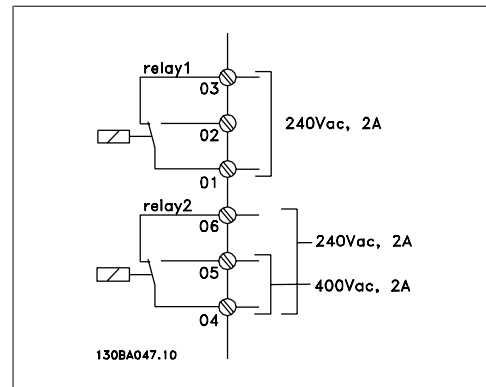 relay1
03
02
240Vac, 2A
01
relay2
06
240Vac, 2A
05
400Vac, 2A
04
130BA047.10